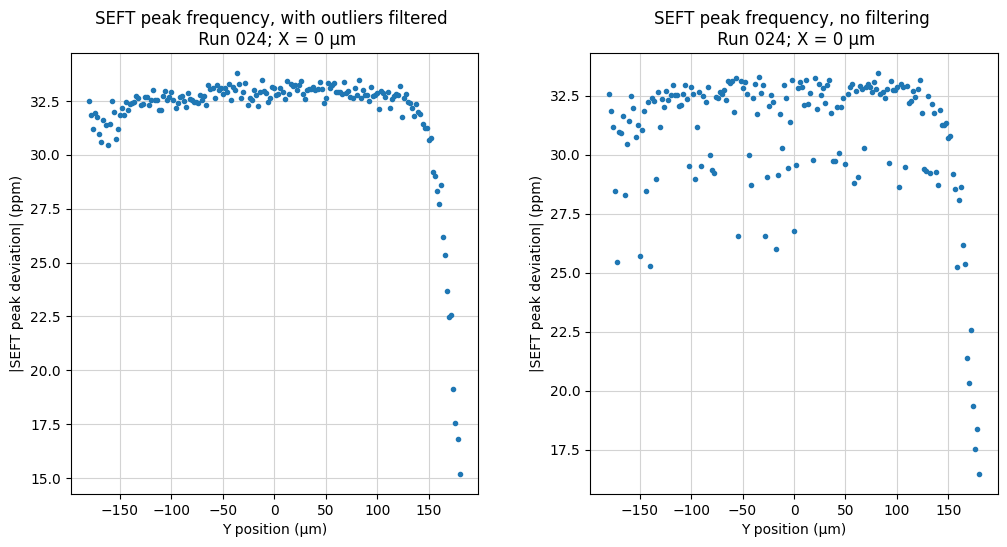 SEFT peak frequency, with outliers filtered
Run 024; X = 0 µm
|SEFT peak deviation| (ppm)
32.5
30.0
27.5
25.0
22.5
20.0
17.5
15.0
−150 −100 −50 0 50 100 150
Y position (µm)
SEFT peak frequency, no filtering
Run 024; X = 0 µm
|SEFT peak deviation| (ppm)
32.5
30.0
27.5
25.0
22.5
20.0
17.5
−150 −100 −50 0 50 100 150
Y position (µm)